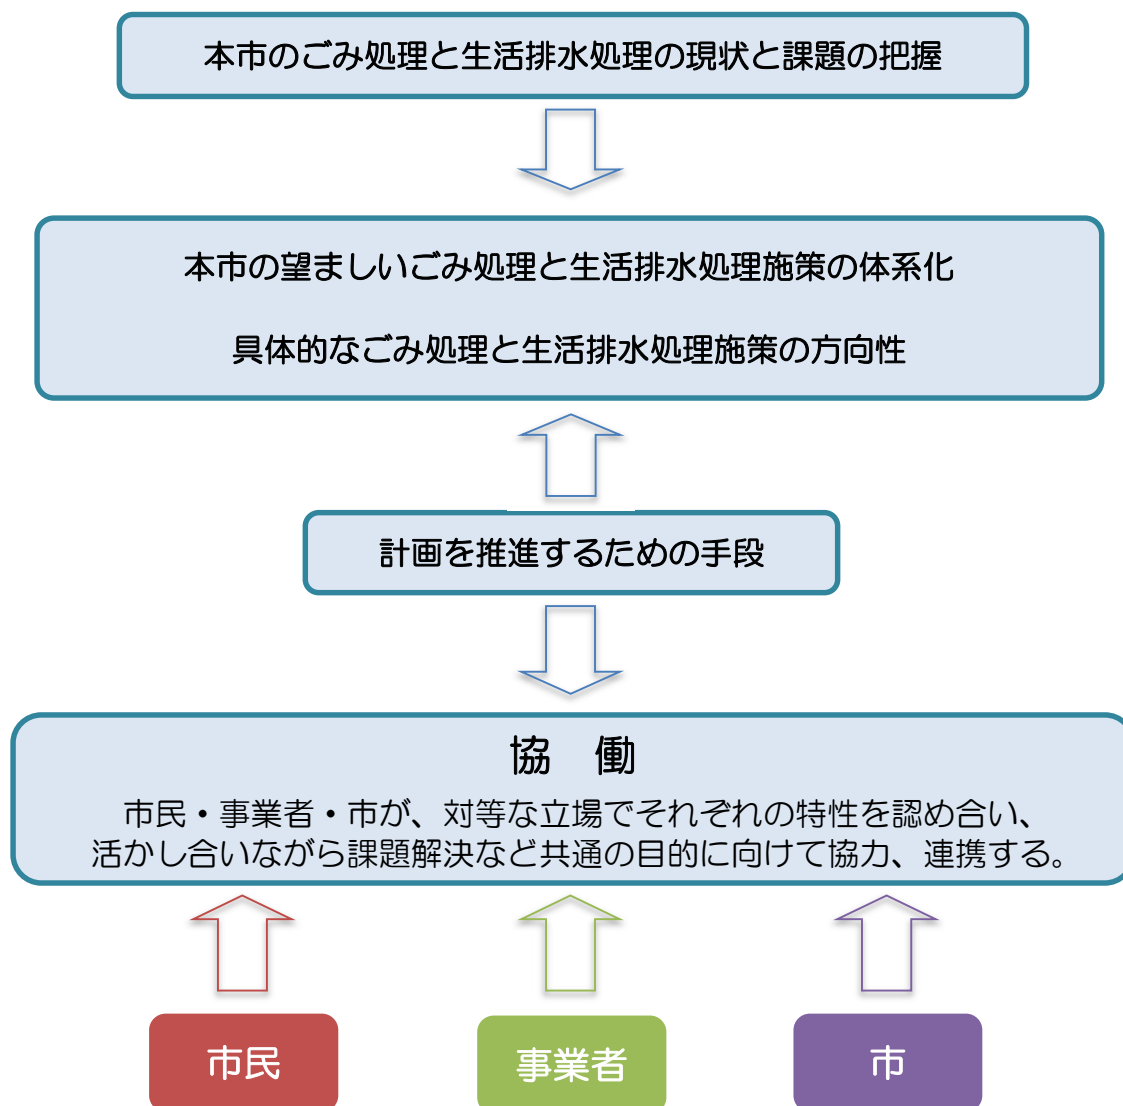 本市のごみ処理と生活排水処理の現状と課題の把握
本市の望ましいごみ処理と生活排水処理施策の体系化
具体的なごみ処理と生活排水処理施策の方向性
計画を推進するための手段
協　働
市民・事業者・市が、対等な立場でそれぞれの特性を認め合い、
活かし合いながら課題解決など共通の目的に向けて協力、連携する。
市民
事業者
市